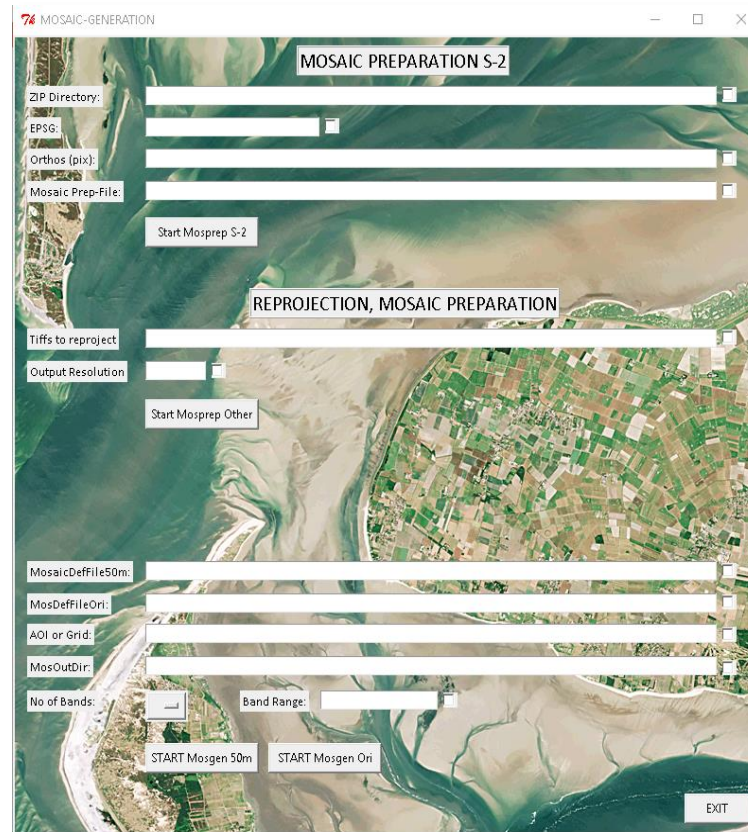 MOSAIC-GENERATION
MOSAIC PREPARATION S-2
ZIP Directory:
EPSG:
Orthos (pix):
Mosaic Prep-File:
Start Mosprep S-2
REPROJECTION, MOSAIC PREPARATION
Tiffs to reproject
Output Resolution
Start Mosprep Other
MosaicDefFile50m:
MosDefFileOri:
AOI or Grid:
MosOutDir:
No of Bands: Band Range:
START Mosgen 50m START Mosgen Ori
EXIT